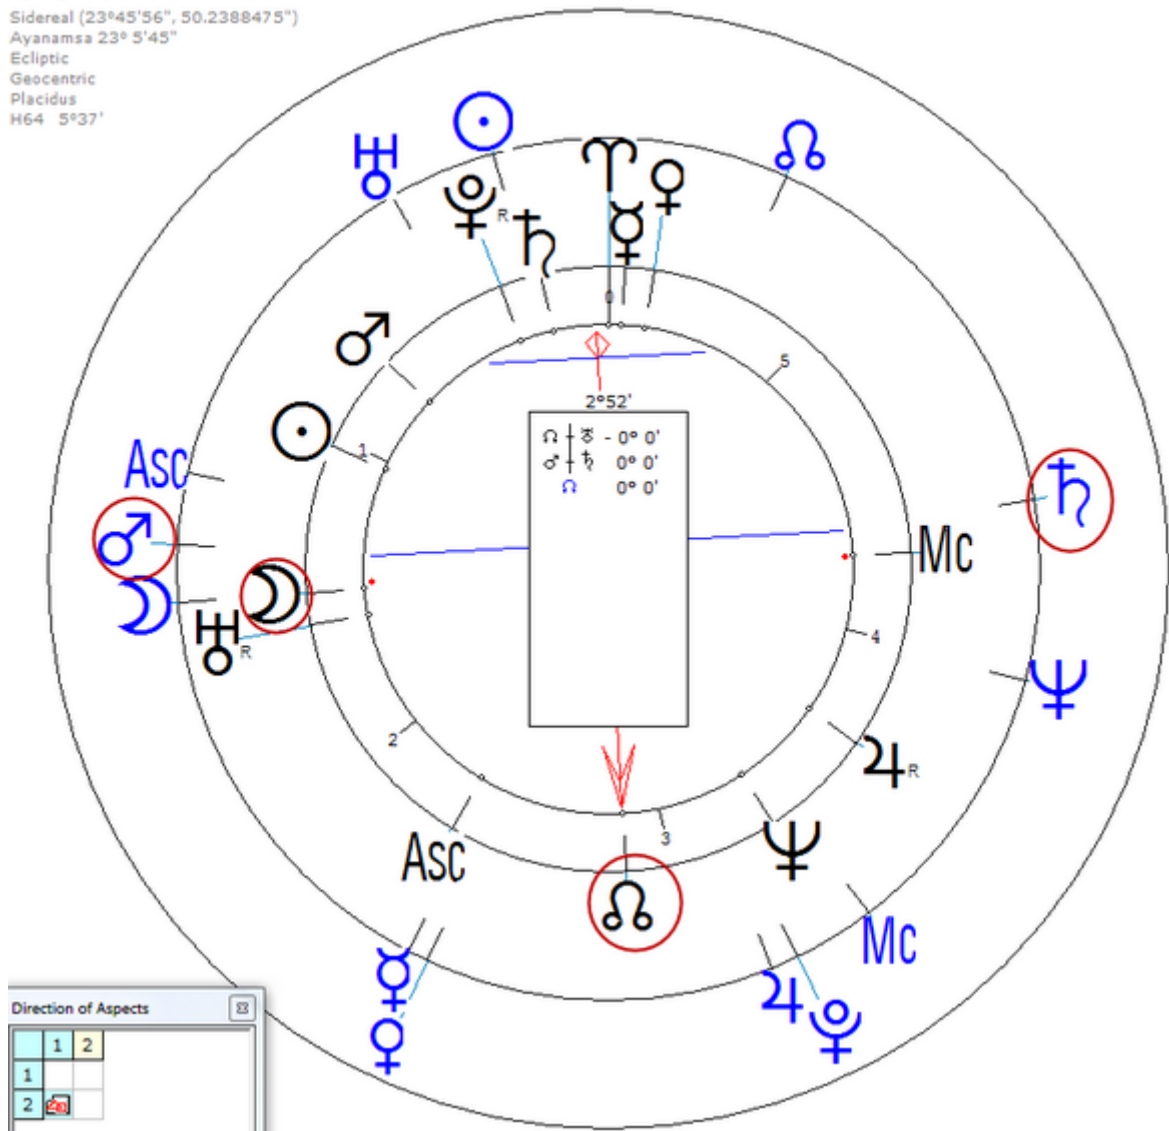 Sidereal (23°45'56", 50.2388475")
Ayanamsa 23° 5'45"
Ecliptic
Geocentric
Placidus
H64 5°37'
R
0
5
1
Asc
2°52'
☊ ┼ ⛢ - 0° 0'
♂ ┼ ♄ 0° 0'
☊ 0° 0'
Mc
R
4
2
R
3
Asc
Mc
Direction of Aspects
1 2
1
2